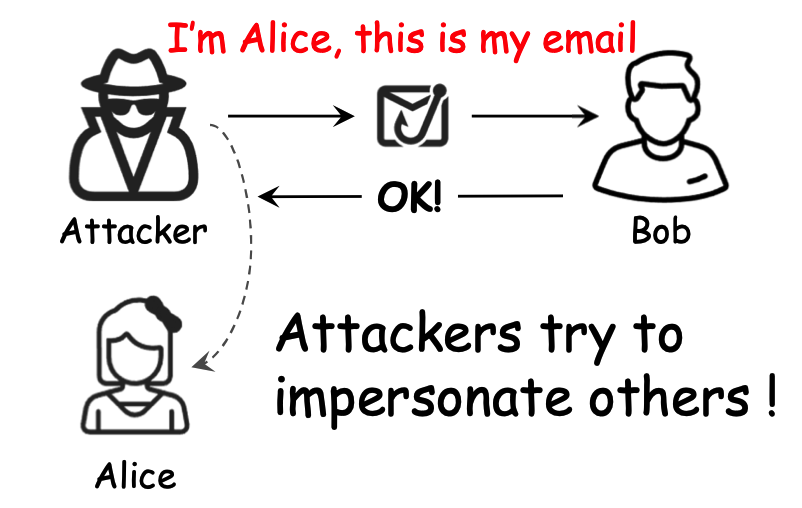 I'm Alice, this is my email
OK!
Attacker
Bob
Attackers try to
impersonate others !
Alice